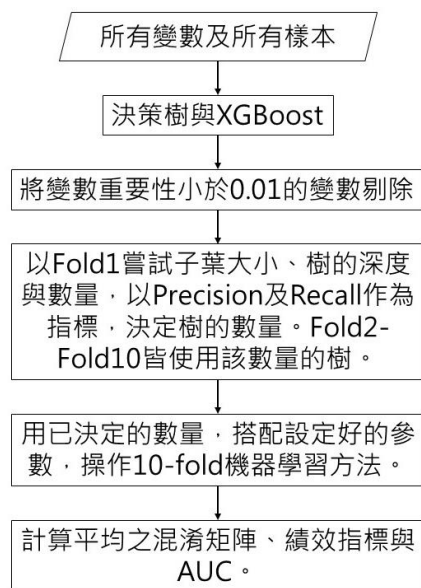 所有變數及所有樣本
決策樹與XGBoost
將變數重要性小於0.01的變數剔除
以Fold1嘗試子葉大小、樹的深度
與數量，以Precision及Recall作為
指標，決定樹的數量。Fold2-
Fold10皆使用該數量的樹。
用已決定的數量，搭配設定好的參
數，操作10-fold機器學習方法。
計算平均之混淆矩陣、績效指標與
AUC。